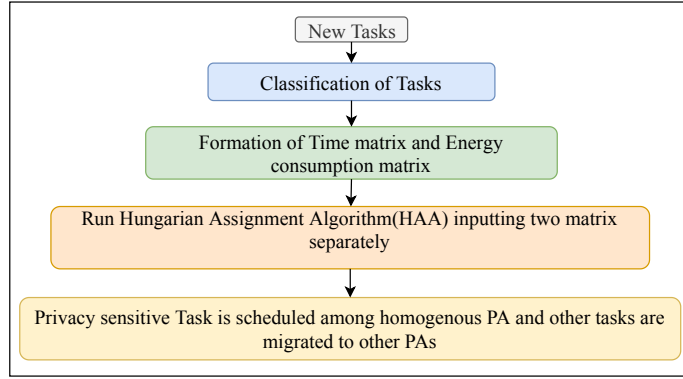 New Tasks
Classification of Tasks
Formation of Time matrix and Energy
consumption matrix
Run Hungarian Assignment Algorithm(HAA) inputting two matrix
separately
Privacy sensitive Task is scheduled among homogenous PA and other tasks are
migrated to other PAs